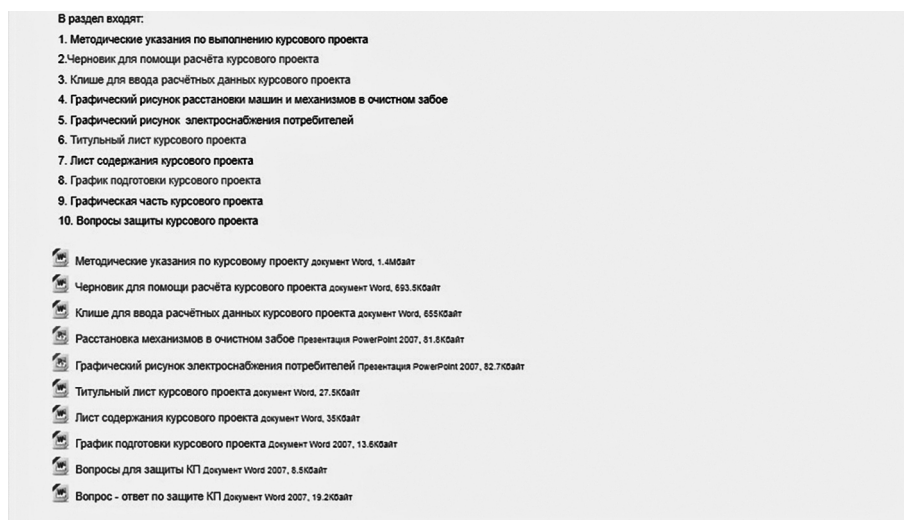 В раздел входят:
1. Методические указания по выполнению курсового проекта
2.Черновик для помощи расчёта курсового проекта
3. Клише для ввода расчётных данных курсового проекта
4. Графический рисунок расстановки машин и механизмов в очистном забое
5. Графический рисунок электроснабжения потребителей
6. Титульный лист курсового проекта
7. Лист содержания курсового проекта
8. График подготовки курсового проекта
9. Графическая часть курсового проекта
10. Вопросы защиты курсового проекта
Методические указания по курсовому проекту документ Word, 1.4Мбайт
Черновик для помощи расчёта курсового проекта документ Word, 693.5Кбайт
Клише для ввода расчётных данных курсового проекта документ Word, 655Кбайт
Расстановка механизмов в очистном забое Презентация PowerPoint 2007, 81.8Кбайт
Графический рисунок электроснабжения потребителей Презентация PowerPoint 2007, 82.7Кбайт
Титульный лист курсового проекта документ Word, 27.5Кбайт
Лист содержания курсового проекта документ Word, 35Кбайт
График подготовки курсового проекта Документ Word 2007, 13.6Кбайт
Вопросы для защиты КП Документ Word 2007, 8.5Кбайт
Вопрос - ответ по защите КП Документ Word 2007, 19.2Кбайт